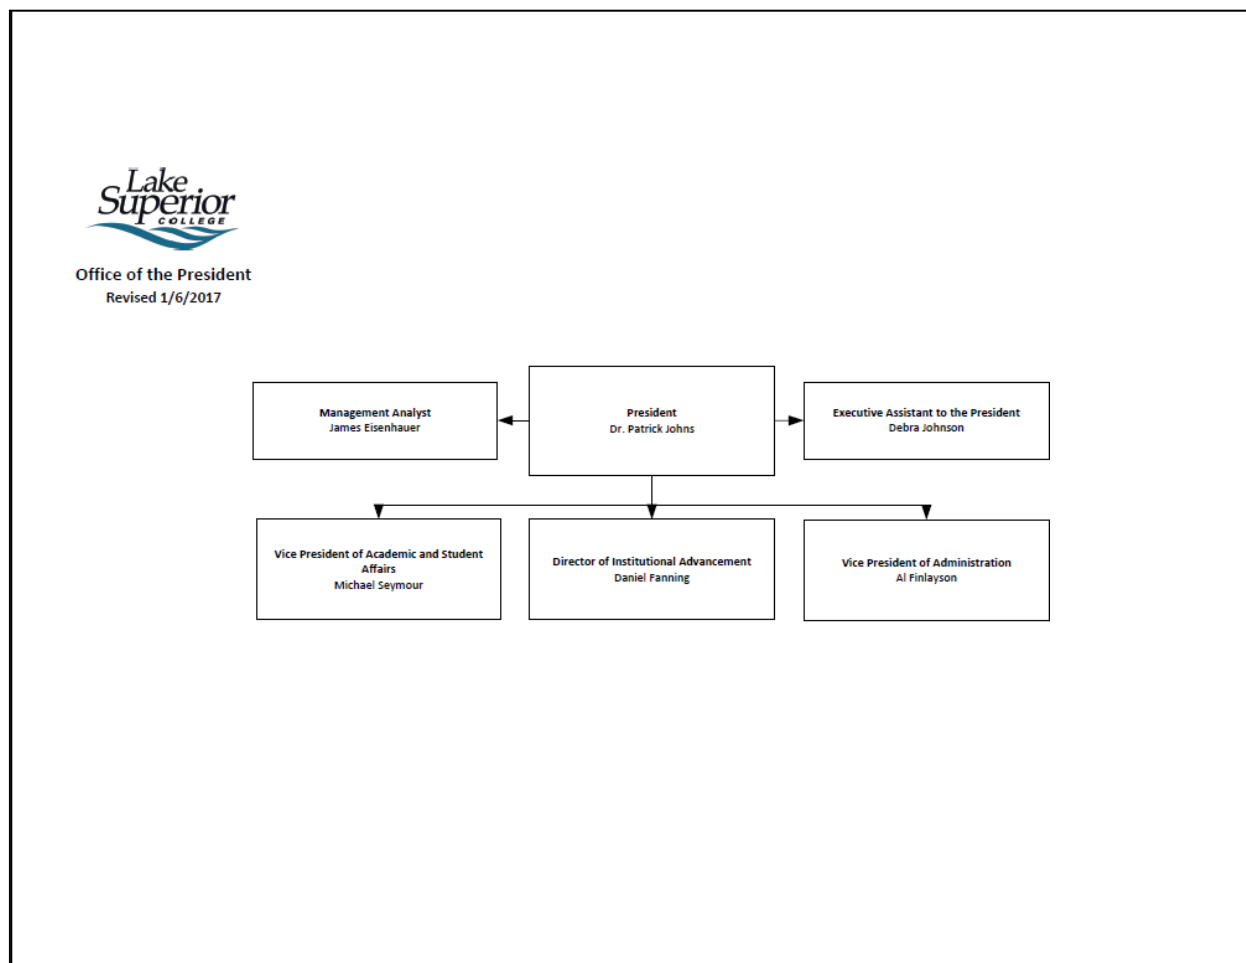 Lake
Superior
COLLEGE
Office of the President
Revised 1/6/2017
Management Analyst
James Eisenhauer
President
Dr. Patrick Johns
Executive Assistant to the President
Debra Johnson
Vice President of Academic and Student
Affairs
Michael Seymour
Director of Institutional Advancement
Daniel Fanning
Vice President of Administration
Al Finlayson